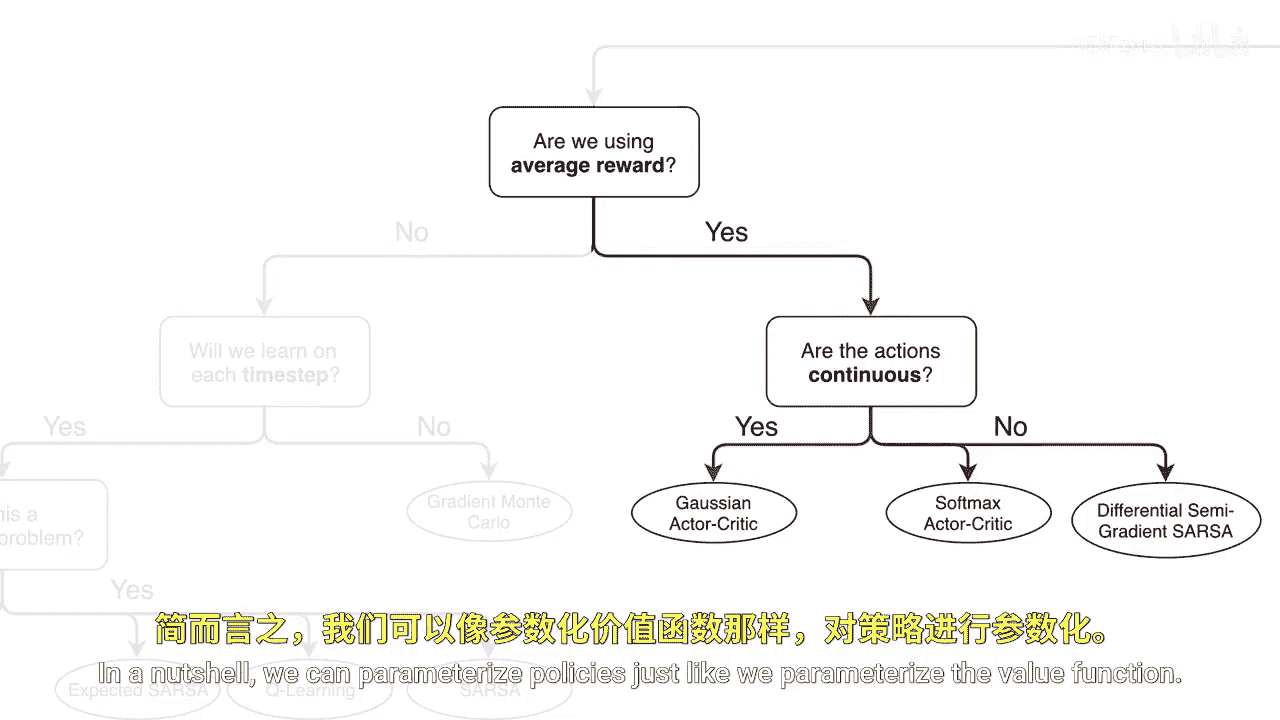 Are we using
average reward?
No
Yes
Will we learn on
each timestep?
Are the actions
continuous?
Yes
No
Yes
No
Gradient Monte
Carlo
Gaussian
Actor-Critic
Softmax
Actor-Critic
Differential Semi-
Gradient SARSA
his a
problem?
Yes
Expected SARSA
Q-Learning
SARSA
简而言之，我们可以像参数化价值函数那样，对策略进行参数化。
In a nutshell, we can parameterize policies just like we parameterize the value function.